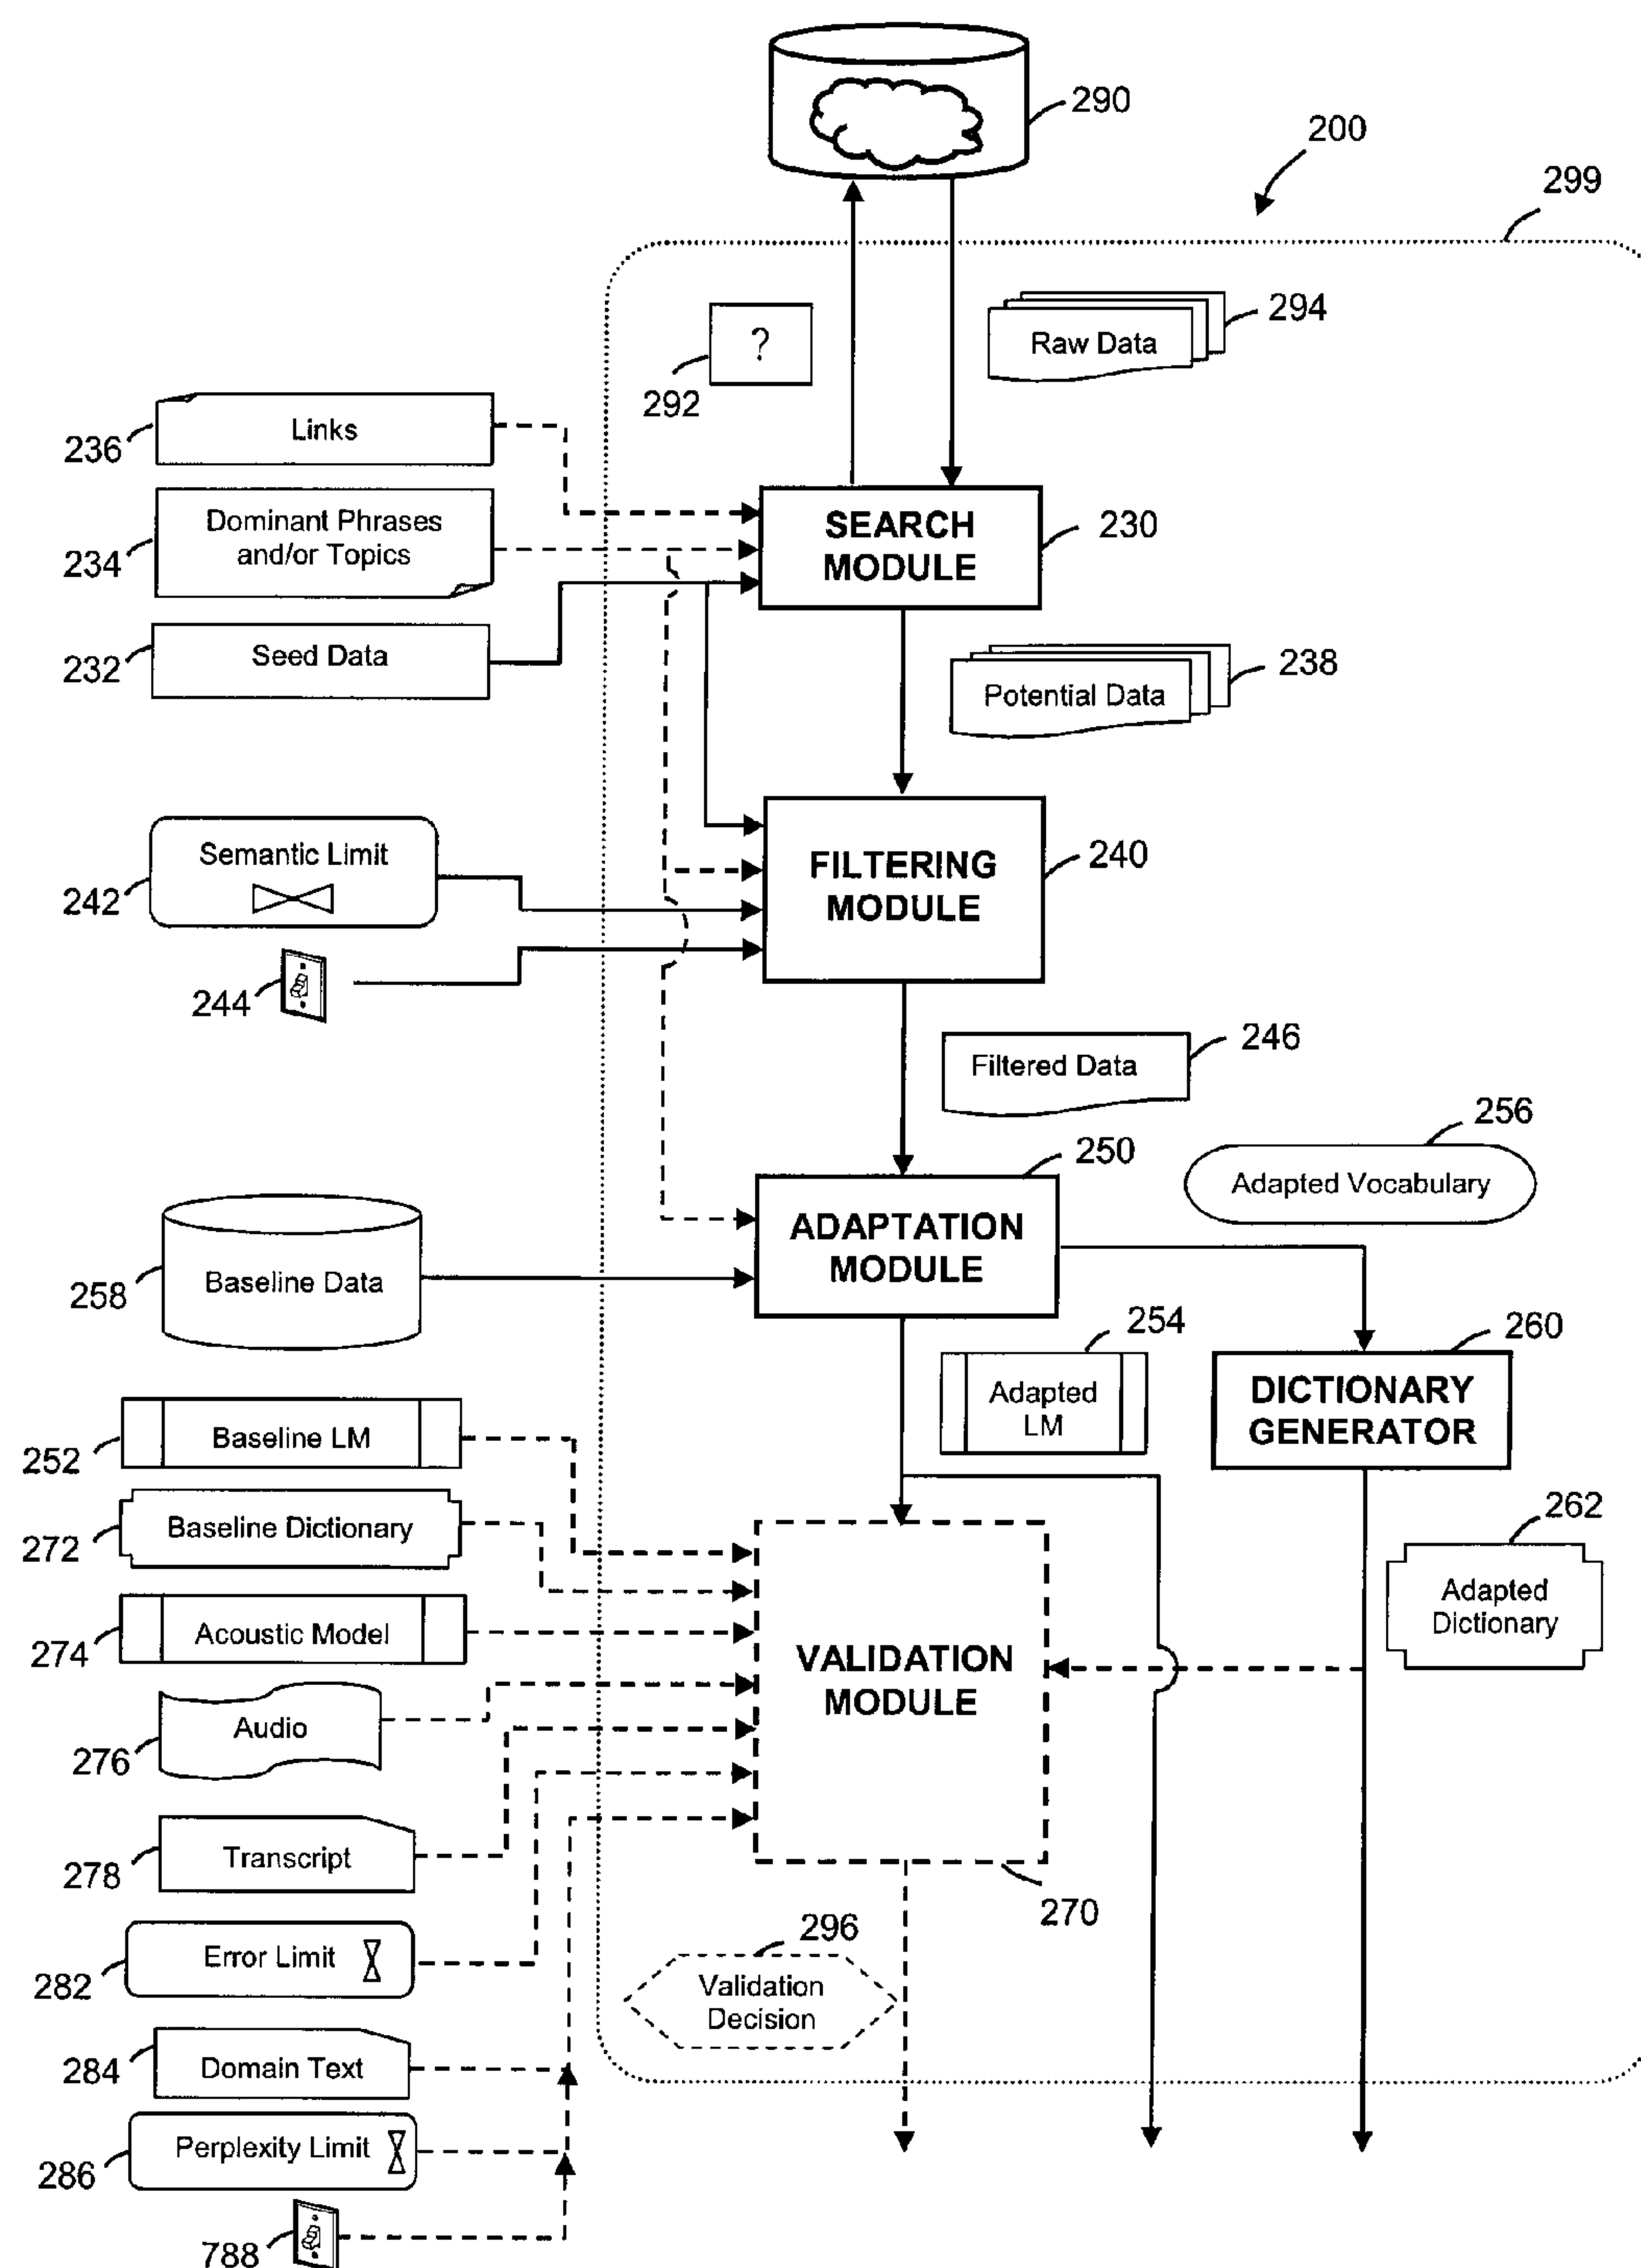 290
200
299
?
292
Raw Data
294
Links
236
Dominant Phrases
and/or Topics
234
SEARCH
MODULE
230
Seed Data
232
Potential Data
238
Semantic Limit
242
FILTERING
MODULE
240
244
Filtered Data
246
256
Adapted Vocabulary
250
ADAPTATION
MODULE
Baseline Data
258
254
Adapted
LM
260
DICTIONARY
GENERATOR
Baseline LM
252
Baseline Dictionary
272
262
Adapted
Dictionary
Acoustic Model
274
VALIDATION
MODULE
Audio
276
Transcript
278
270
Error Limit
282
296
Validation
Decision
Domain Text
284
Perplexity Limit
286
788